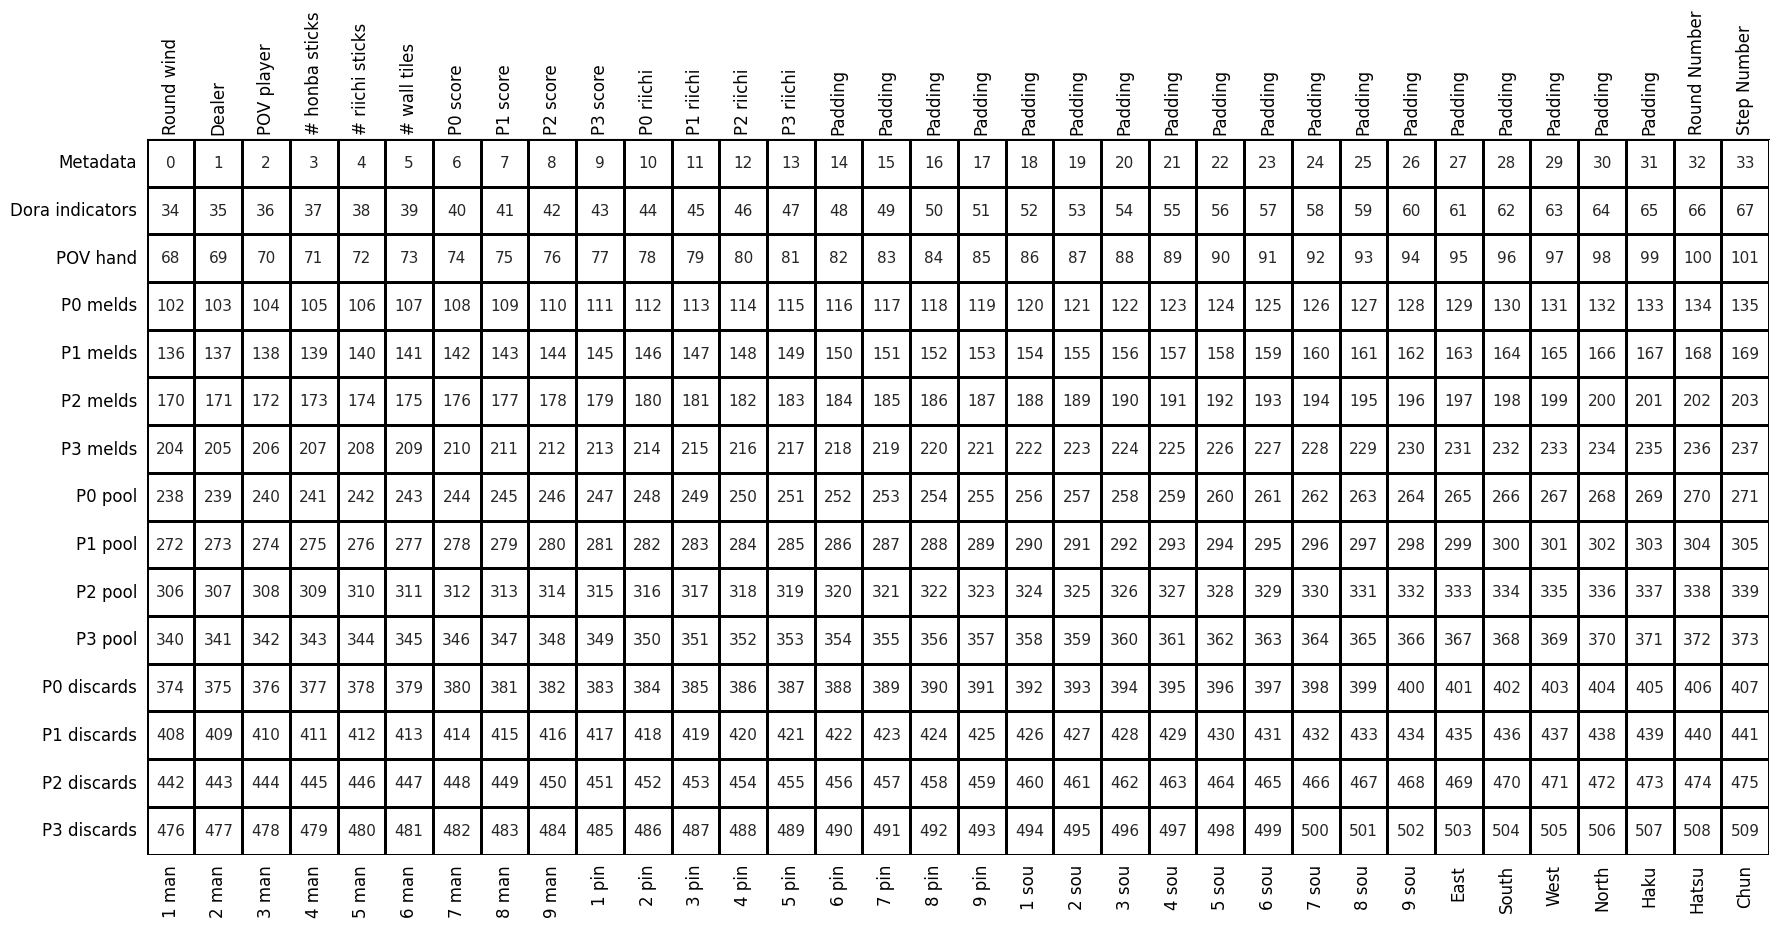 Round wind Dealer POV player # honba sticks # riichi sticks # wall tiles P0 score P1 score P2 score P3 score P0 riichi P1 riichi P2 riichi P3 riichi Padding Padding Padding Padding Padding Padding Padding Padding Padding Padding Padding Padding Padding Padding Padding Padding Padding Padding Round Number Step Number
Metadata 0 1 2 3 4 5 6 7 8 9 10 11 12 13 14 15 16 17 18 19 20 21 22 23 24 25 26 27 28 29 30 31 32 33
Dora indicators 34 35 36 37 38 39 40 41 42 43 44 45 46 47 48 49 50 51 52 53 54 55 56 57 58 59 60 61 62 63 64 65 66 67
POV hand 68 69 70 71 72 73 74 75 76 77 78 79 80 81 82 83 84 85 86 87 88 89 90 91 92 93 94 95 96 97 98 99 100 101
P0 melds 102 103 104 105 106 107 108 109 110 111 112 113 114 115 116 117 118 119 120 121 122 123 124 125 126 127 128 129 130 131 132 133 134 135
P1 melds 136 137 138 139 140 141 142 143 144 145 146 147 148 149 150 151 152 153 154 155 156 157 158 159 160 161 162 163 164 165 166 167 168 169
P2 melds 170 171 172 173 174 175 176 177 178 179 180 181 182 183 184 185 186 187 188 189 190 191 192 193 194 195 196 197 198 199 200 201 202 203
P3 melds 204 205 206 207 208 209 210 211 212 213 214 215 216 217 218 219 220 221 222 223 224 225 226 227 228 229 230 231 232 233 234 235 236 237
P0 pool 238 239 240 241 242 243 244 245 246 247 248 249 250 251 252 253 254 255 256 257 258 259 260 261 262 263 264 265 266 267 268 269 270 271
P1 pool 272 273 274 275 276 277 278 279 280 281 282 283 284 285 286 287 288 289 290 291 292 293 294 295 296 297 298 299 300 301 302 303 304 305
P2 pool 306 307 308 309 310 311 312 313 314 315 316 317 318 319 320 321 322 323 324 325 326 327 328 329 330 331 332 333 334 335 336 337 338 339
P3 pool 340 341 342 343 344 345 346 347 348 349 350 351 352 353 354 355 356 357 358 359 360 361 362 363 364 365 366 367 368 369 370 371 372 373
P0 discards 374 375 376 377 378 379 380 381 382 383 384 385 386 387 388 389 390 391 392 393 394 395 396 397 398 399 400 401 402 403 404 405 406 407
P1 discards 408 409 410 411 412 413 414 415 416 417 418 419 420 421 422 423 424 425 426 427 428 429 430 431 432 433 434 435 436 437 438 439 440 441
P2 discards 442 443 444 445 446 447 448 449 450 451 452 453 454 455 456 457 458 459 460 461 462 463 464 465 466 467 468 469 470 471 472 473 474 475
P3 discards 476 477 478 479 480 481 482 483 484 485 486 487 488 489 490 491 492 493 494 495 496 497 498 499 500 501 502 503 504 505 506 507 508 509
1 man 2 man 3 man 4 man 5 man 6 man 7 man 8 man 9 man 1 pin 2 pin 3 pin 4 pin 5 pin 6 pin 7 pin 8 pin 9 pin 1 sou 2 sou 3 sou 4 sou 5 sou 6 sou 7 sou 8 sou 9 sou East South West North Haku Hatsu Chun